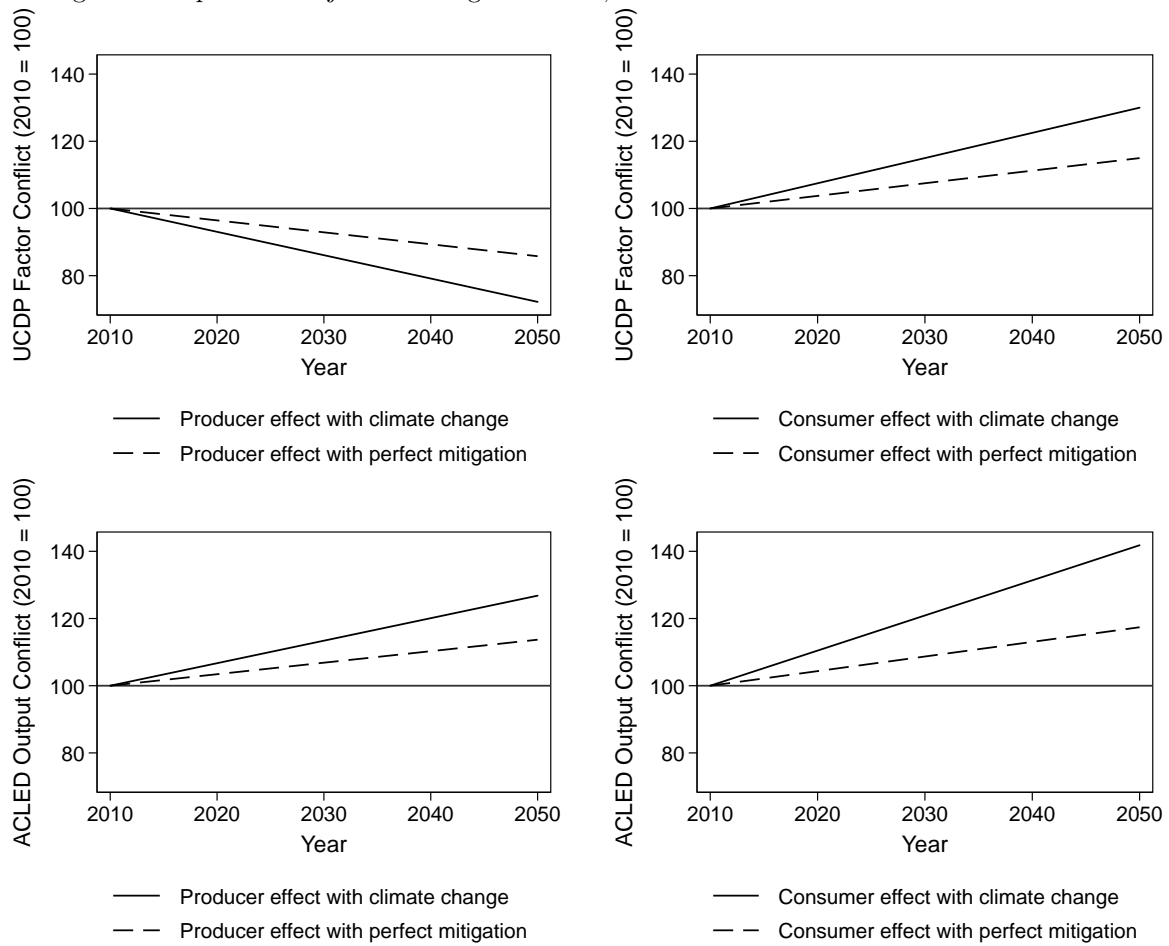 UCDP Factor Conflict (2010 = 100)
140
120
100
80
2010 2020 2030 2040 2050
Year
Producer effect with climate change
Producer effect with perfect mitigation
UCDP Factor Conflict (2010 = 100)
140
120
100
80
2010 2020 2030 2040 2050
Year
Consumer effect with climate change
Consumer effect with perfect mitigation
ACLED Output Conflict (2010 = 100)
140
120
100
80
2010 2020 2030 2040 2050
Year
Producer effect with climate change
Producer effect with perfect mitigation
ACLED Output Conflict (2010 = 100)
140
120
100
80
2010 2020 2030 2040 2050
Year
Consumer effect with climate change
Consumer effect with perfect mitigation